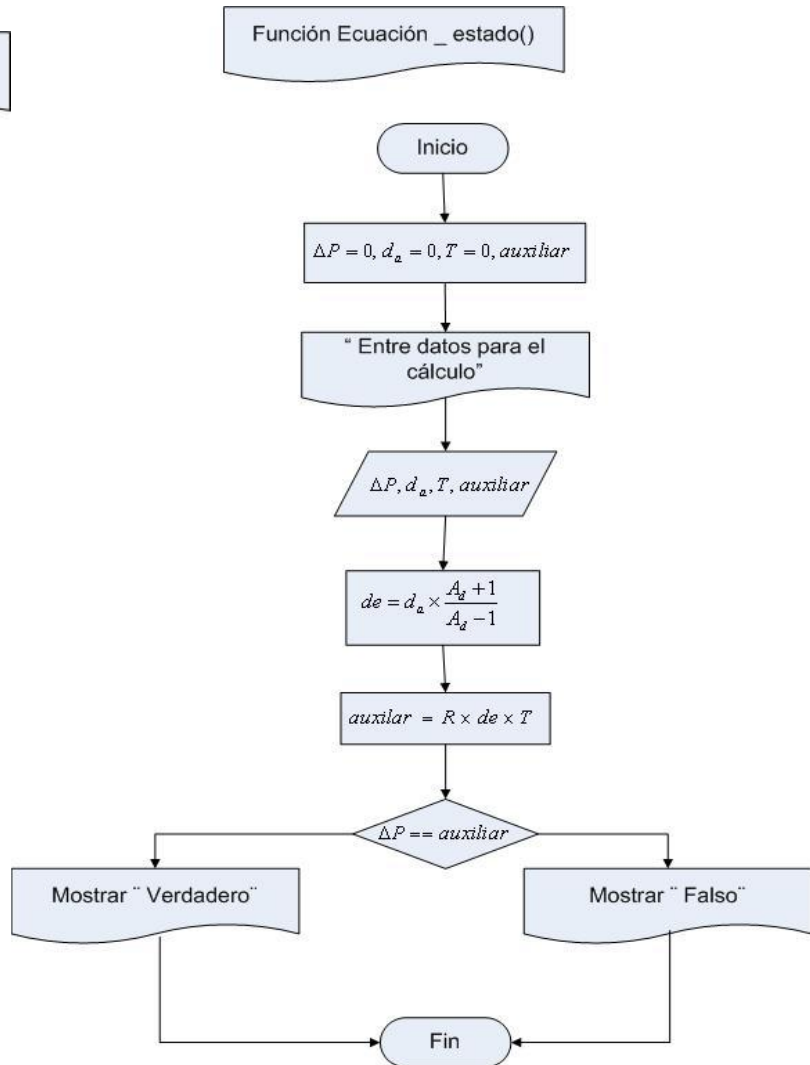 Función Ecuación _ estado()
Inicio
ΔP = 0, d_a = 0, T = 0, auxiliar
“ Entre datos para el
cálculo”
ΔP, d_a, T, auxiliar
de = d_a × \frac{A_d + 1}{A_d − 1}
auxilar = R × de × T
ΔP == auxiliar
Mostrar ¨ Verdadero¨
Mostrar ¨ Falso¨
Fin